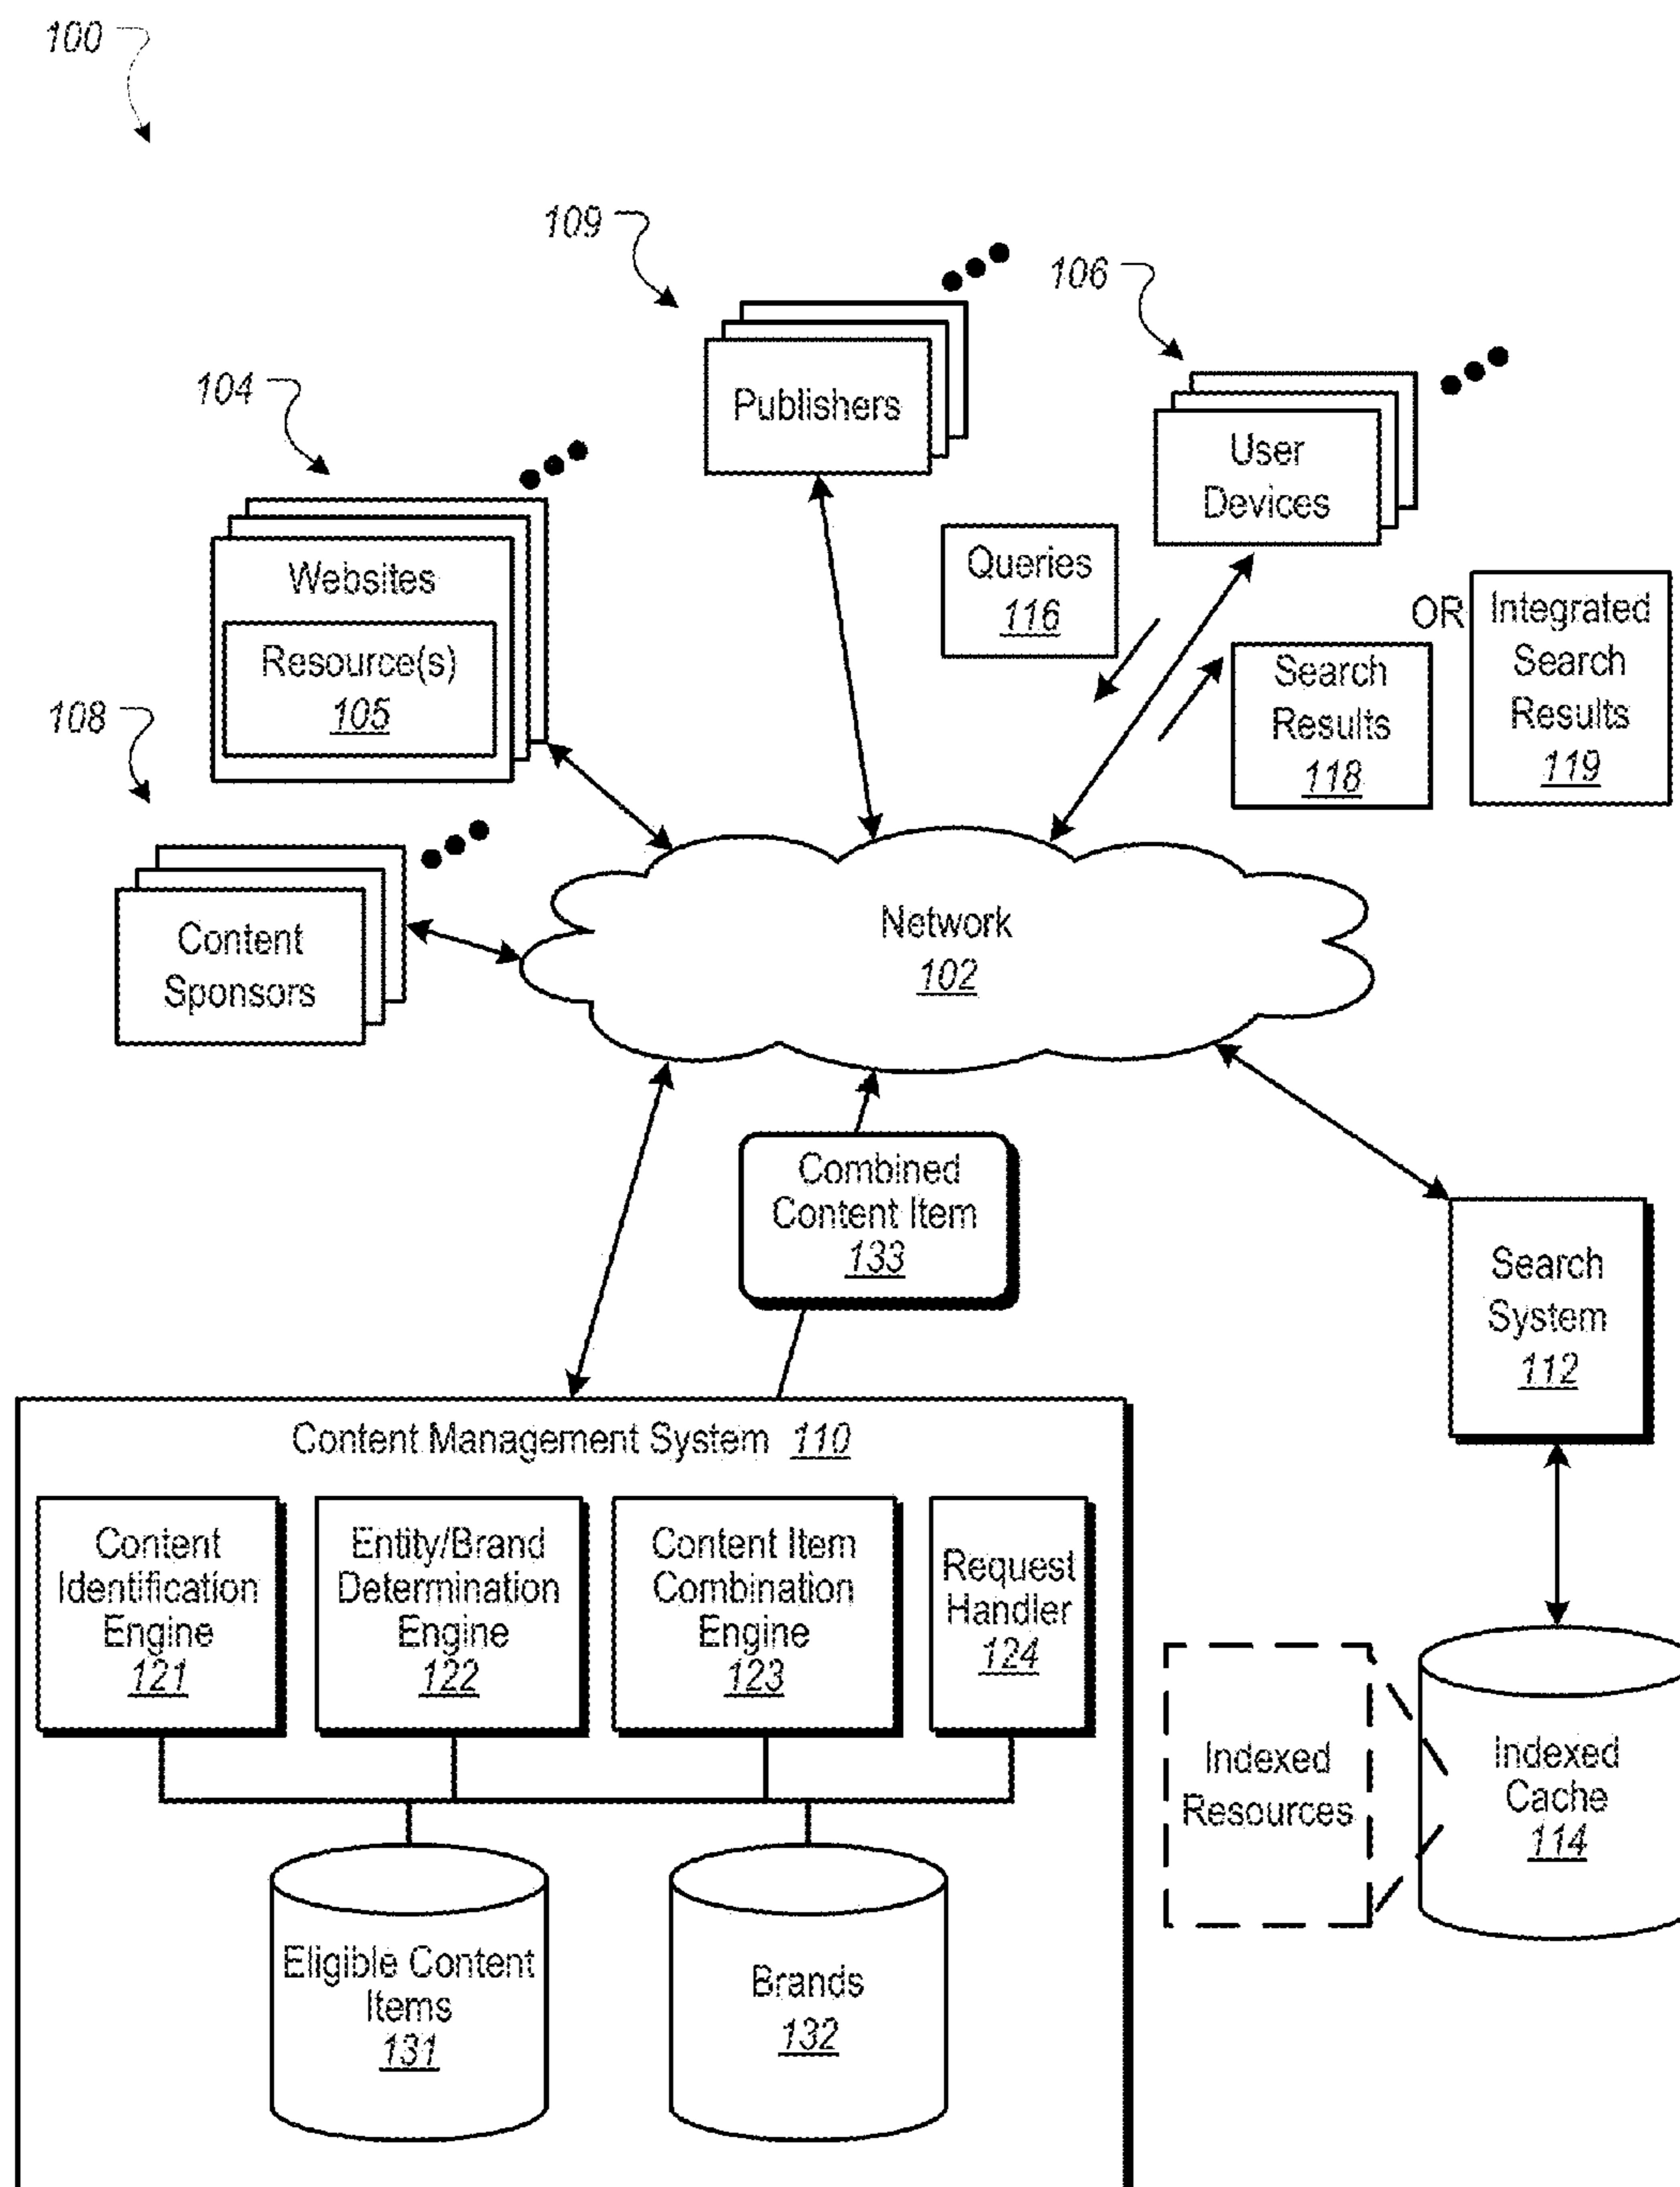 100
109
106
Publishers
User
Devices
104
Websites
Resource(s)
105
Queries
116
OR
Integrated
Search
Results
119
Search
Results
118
108
Content
Sponsors
Network
102
Combined
Content Item
133
Search
System
112
Content Management System 110
Content
Identification
Engine
121
Entity/Brand
Determination
Engine
122
Content Item
Combination
Engine
123
Request
Handler
124
Indexed
Resources
Indexed
Cache
114
Eligible Content
Items
131
Brands
132